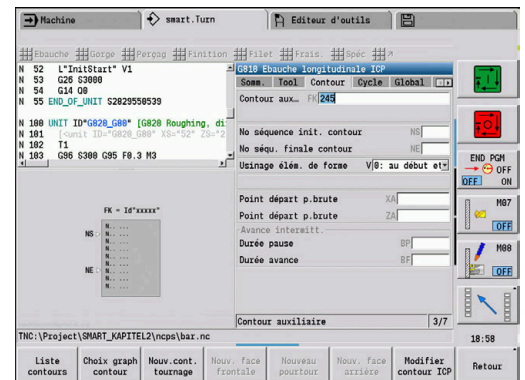 Machine
smart.Turn
Editeur d'outils
Ebauche
Gorge
Perçag
Finition
Filet
Frais.
Spéc
N 52 L"InitStart" V1
N 53 G26 S3000
N 54 G14 Q0
N 55 END_OF_UNIT S2829550539
N 100 UNIT ID"G820_G80" [G820 Roughing, di
N 101 [<unit ID="G820_G80" XS="52" ZS="2
N 102 T1
N 103 G96 S300 G95 F0.3 M3
G810 Ebauche longitudinale ICP
Somm. Tool Contour Cycle Global
Contour aux… FK 245
No séquence init. contour NS
No séqu. finale contour NE
Usinage élém. de forme V 0: au début et
Point départ p.brute XA
Point départ p.brute ZA
Avance intermitt.
Durée pause BP
Durée avance BF
Contour auxiliaire 3/7
FK = Id"xxxxx"
NS
NE
N.. ...
N.. ...
N.. ...
N.. ...
N.. ...
N.. ...
N.. ...
TNC:\Project\SMART_KAPITEL2\ncps\bar.nc
Liste contours
Choix graph contour
Nouv.cont. tournage
Nouv. face frontale
Nouveau pourtour
Nouv. face arrière
Modifier contour ICP
Retour
END PGM
OFF
OFF ON
M07
OFF
M08
OFF
18:58